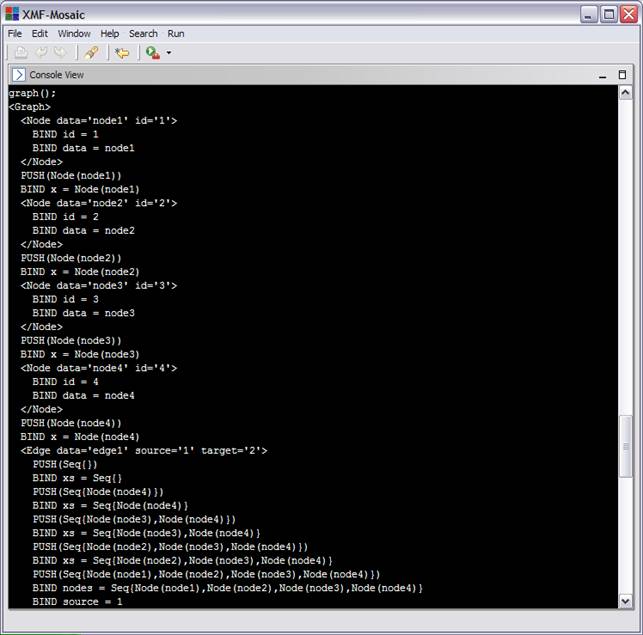 XMF-Mosaic
File Edit Window Help Search Run
Console View
graph();
<Graph>
  <Node data='node1' id='1'>
    BIND id = 1
    BIND data = node1
  </Node>
  PUSH(Node(node1))
  BIND x = Node(node1)
  <Node data='node2' id='2'>
    BIND id = 2
    BIND data = node2
  </Node>
  PUSH(Node(node2))
  BIND x = Node(node2)
  <Node data='node3' id='3'>
    BIND id = 3
    BIND data = node3
  </Node>
  PUSH(Node(node3))
  BIND x = Node(node3)
  <Node data='node4' id='4'>
    BIND id = 4
    BIND data = node4
  </Node>
  PUSH(Node(node4))
  BIND x = Node(node4)
  <Edge data='edge1' source='1' target='2'>
    PUSH(Seq{})
    BIND xs = Seq{}
    PUSH(Seq{Node(node4)})
    BIND xs = Seq{Node(node4)}
    PUSH(Seq{Node(node3),Node(node4)})
    BIND xs = Seq{Node(node3),Node(node4)}
    PUSH(Seq{Node(node2),Node(node3),Node(node4)})
    BIND xs = Seq{Node(node2),Node(node3),Node(node4)}
    PUSH(Seq{Node(node1),Node(node2),Node(node3),Node(node4)})
    BIND nodes = Seq{Node(node1),Node(node2),Node(node3),Node(node4)}
    BIND source = 1